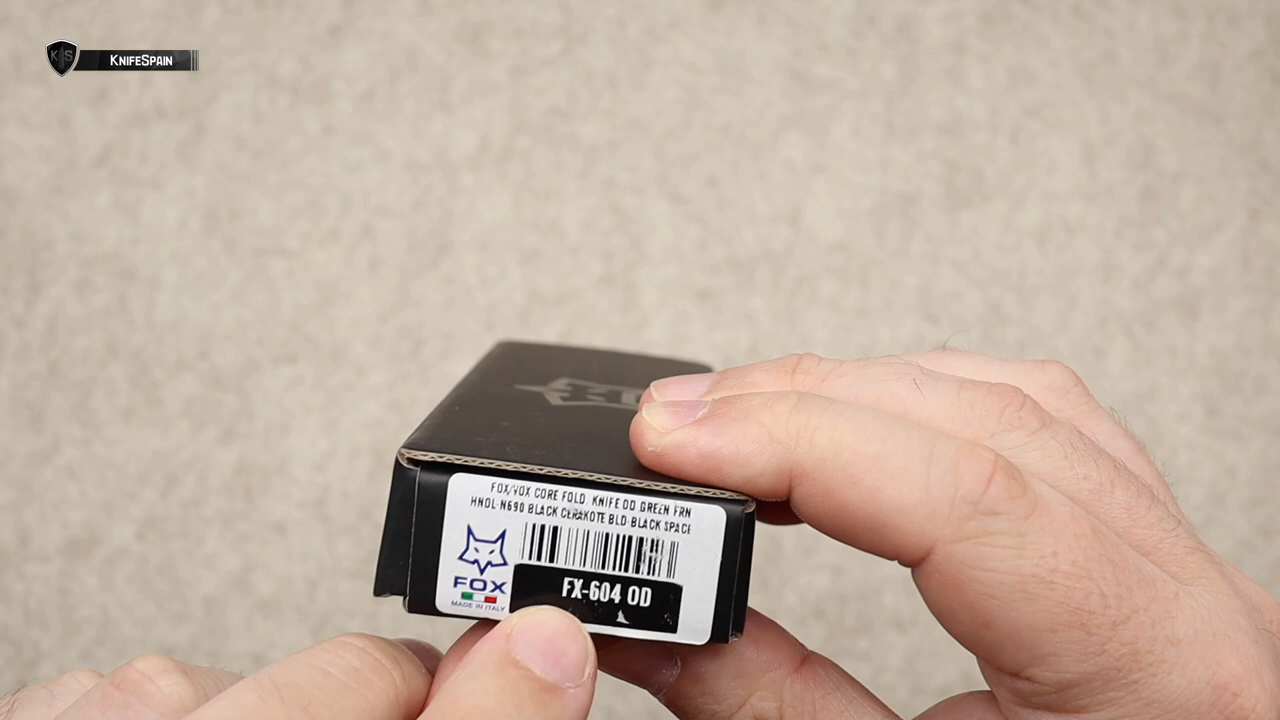 KS
KNIFESPAIN
FOX/VOX CORE FOLD. KNIFE OD GREEN FRN
HNDL-N690 BLACK CERAKOTE BLD-BLACK SPACE
FOX
MADE IN ITALY
FX-604 OD